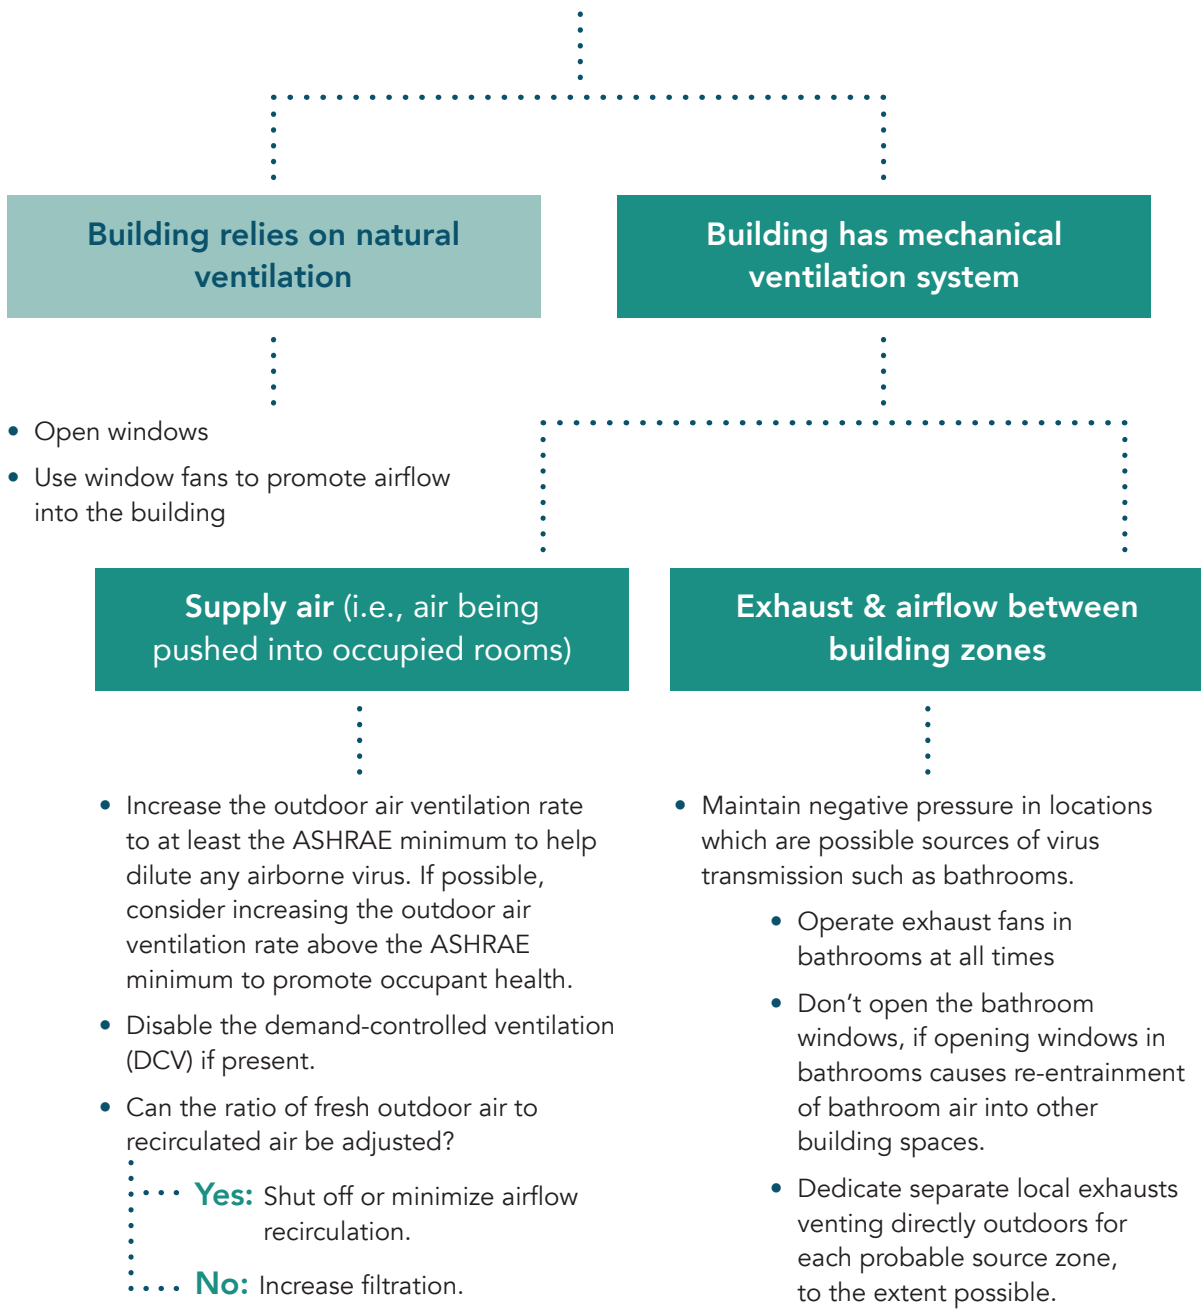 Building relies on natural
ventilation
Building has mechanical
ventilation system
• Open windows
• Use window fans to promote airflow
into the building
Supply air (i.e., air being
pushed into occupied rooms)
Exhaust & airflow between
building zones
• Increase the outdoor air ventilation rate
to at least the ASHRAE minimum to help
dilute any airborne virus. If possible,
consider increasing the outdoor air
ventilation rate above the ASHRAE
minimum to promote occupant health.
• Disable the demand-controlled ventilation
(DCV) if present.
• Can the ratio of fresh outdoor air to
recirculated air be adjusted?
Yes: Shut off or minimize airflow
recirculation.
No: Increase filtration.
• Maintain negative pressure in locations
which are possible sources of virus
transmission such as bathrooms.
• Operate exhaust fans in
bathrooms at all times
• Don’t open the bathroom
windows, if opening windows in
bathrooms causes re-entrainment
of bathroom air into other
building spaces.
• Dedicate separate local exhausts
venting directly outdoors for
each probable source zone,
to the extent possible.